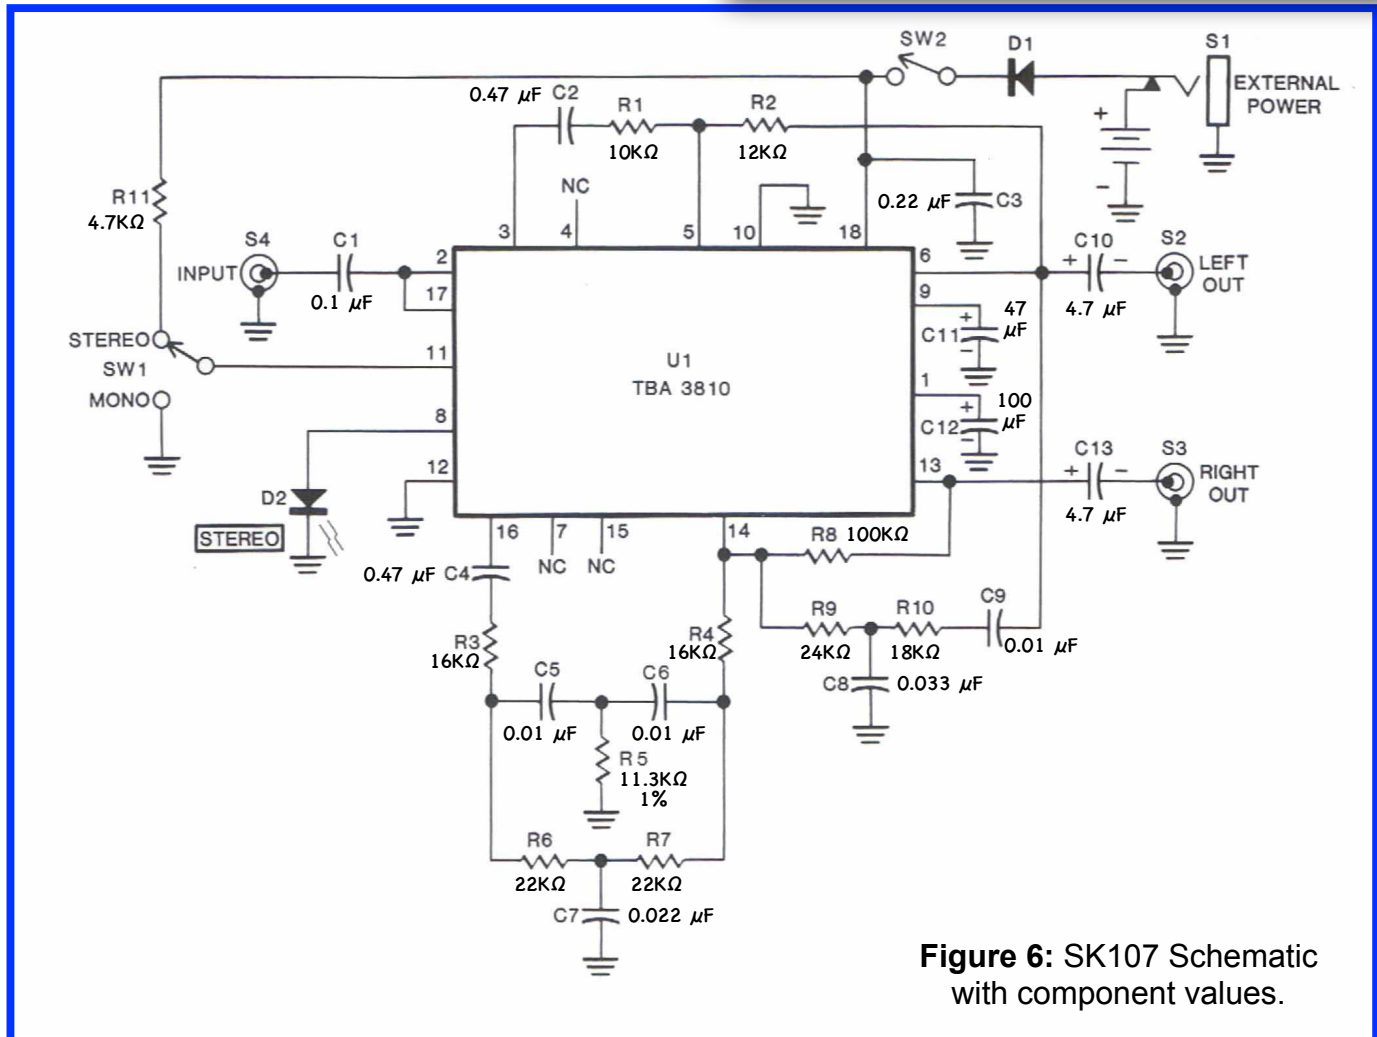 SW2
D1
S1
EXTERNAL
POWER
0.47 µF C2
R1
10KΩ
R2
12KΩ
+
-
NC
R11
4.7KΩ
0.22 µF C3
3
4
5
10
18
S4
INPUT
C1
0.1 µF
2
17
6
9
C10
+ -
4.7 µF
S2
LEFT
OUT
47
µF
+
C11
-
STEREO
SW1
MONO
11
U1
TBA 3810
1
100
µF
+
C12
-
8
12
13
C13
+ -
4.7 µF
S3
RIGHT
OUT
D2
STEREO
16
7
15
14
NC
NC
R8 100KΩ
0.47 µF C4
R3
16KΩ
R4
16KΩ
R9
24KΩ
R10
18KΩ
C9
0.01 µF
C8 0.033 µF
C5
0.01 µF
C6
0.01 µF
R5
11.3KΩ
1%
R6
22KΩ
R7
22KΩ
C7 0.022 µF
Figure 6: SK107 Schematic
with component values.